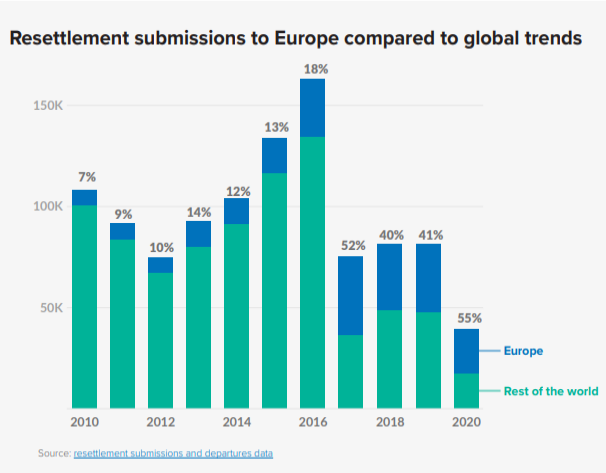 Resettlement submissions to Europe compared to global trends
18%
150K
13%
7%
12%
100K
9%
14%
10%
52%
40%
41%
50K
55%
Europe
Rest of the world
2010
2012
2014
2016
2018
2020
Source: resettlement submissions and departures data